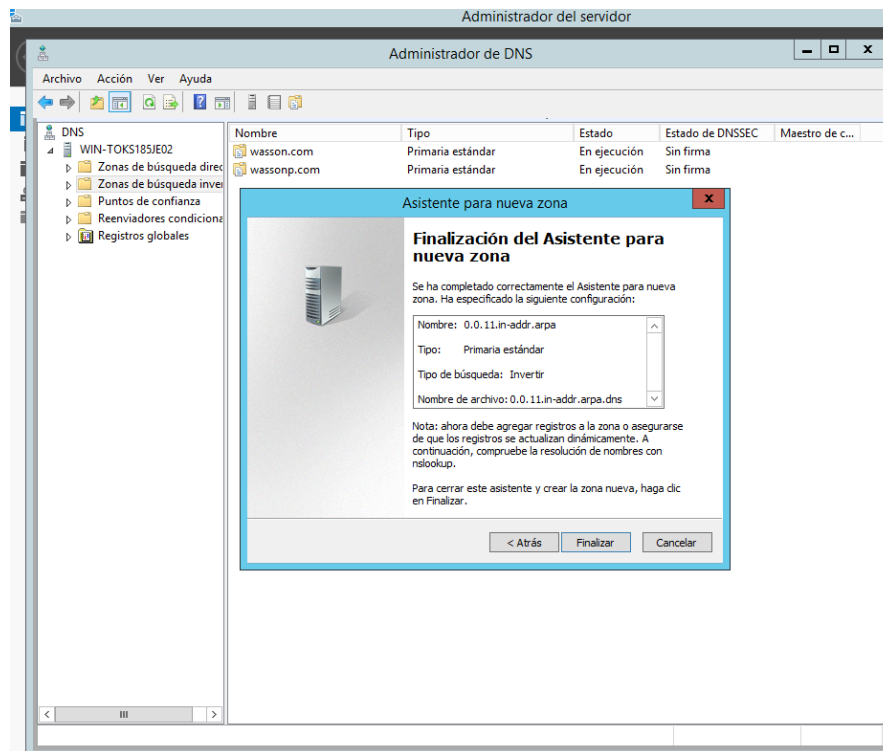 Administrador del servidor
Administrador de DNS
Archivo Acción Ver Ayuda
DNS
WIN-TOKS185JE02
Zonas de búsqueda direc
Zonas de búsqueda inver
Puntos de confianza
Reenviadores condiciona
Registros globales
Nombre Tipo Estado Estado de DNSSEC Maestro de c...
wasson.com Primaria estándar En ejecución Sin firma
wassonp.com Primaria estándar En ejecución Sin firma
Asistente para nueva zona
Finalización del Asistente para
nueva zona
Se ha completado correctamente el Asistente para nueva
zona. Ha especificado la siguiente configuración:
Nombre: 0.0.11.in-addr.arpa
Tipo: Primaria estándar
Tipo de búsqueda: Invertir
Nombre de archivo: 0.0.11.in-addr.arpa.dns
Nota: ahora debe agregar registros a la zona o asegurarse
de que los registros se actualizan dinámicamente. A
continuación, compruebe la resolución de nombres con
nslookup.
Para cerrar este asistente y crear la zona nueva, haga clic
en Finalizar.
< Atrás Finalizar Cancelar